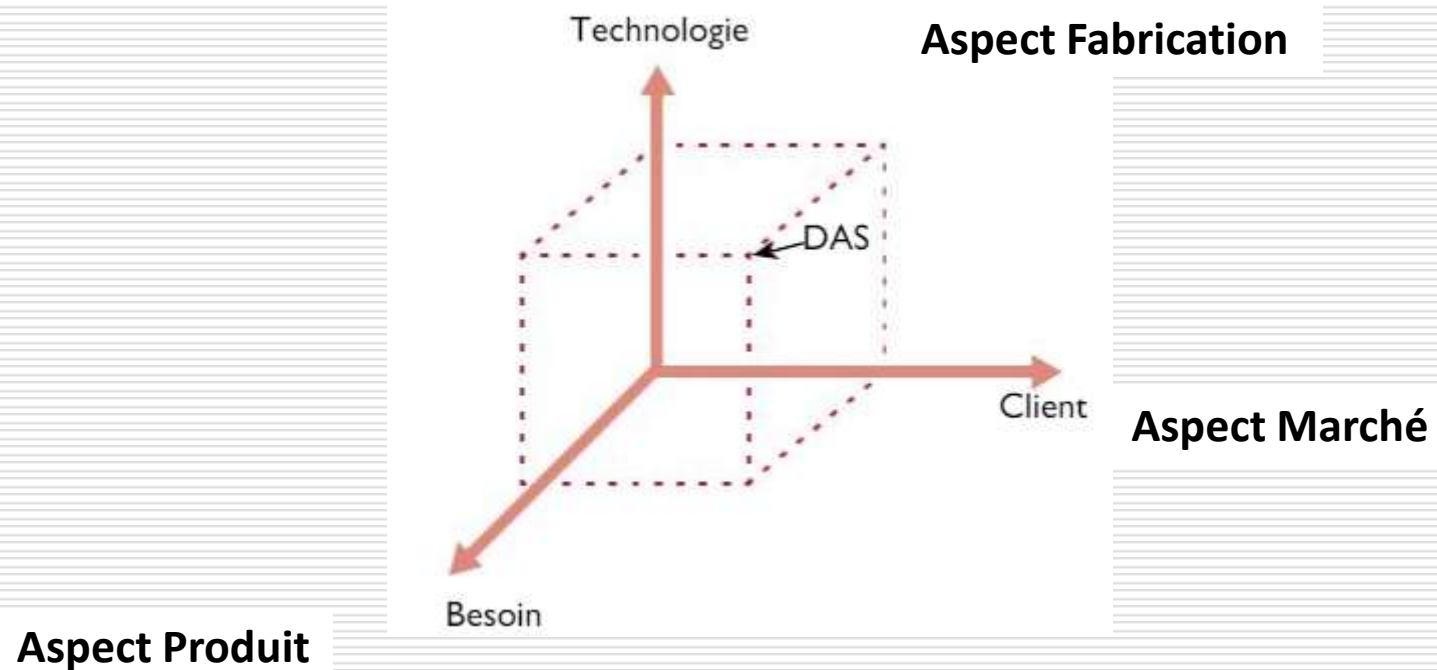 Technologie
Aspect Fabrication
DAS
Client
Aspect Marché
Besoin
Aspect Produit